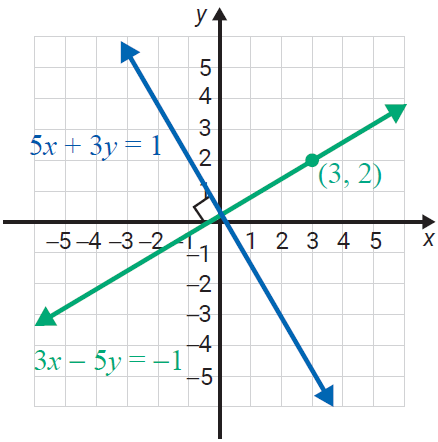 y
5
4
5x + 3y = 1
3
2
(3, 2)
1
–5 –4 –3 –2 –1 1 2 3 4 5 x
–1
–2
–3
3x – 5y = –1
–4
–5